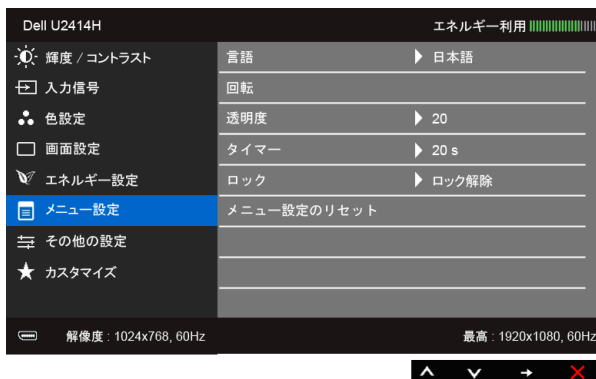 Dell U2414H エネルギー利用
輝度 / コントラスト 言語 日本語
入力信号 回転
色設定 透明度 20
画面設定 タイマー 20 s
エネルギー設定 ロック ロック解除
メニュー設定 メニュー設定のリセット
その他の設定
カスタマイズ
解像度 : 1024x768, 60Hz 最高 : 1920x1080, 60Hz